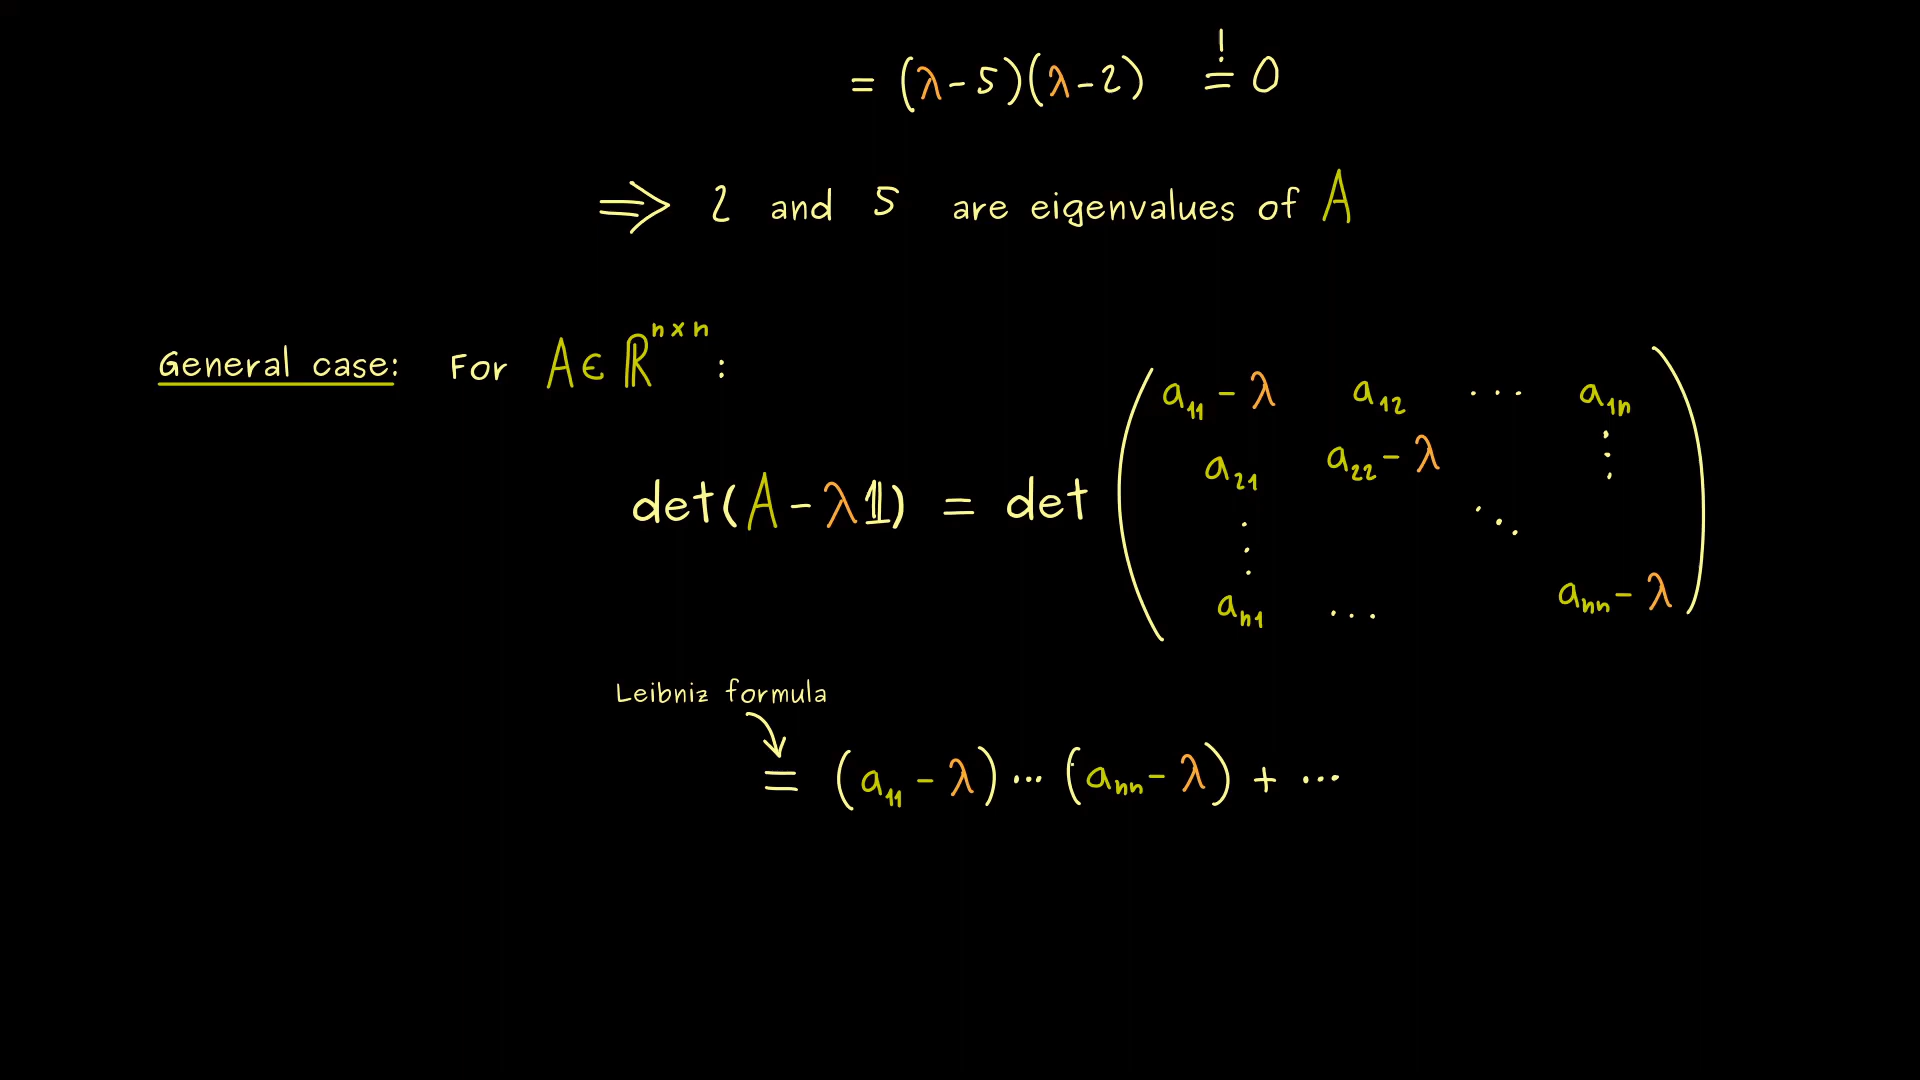 = (λ-5)(λ-2) =! 0
⇒ 2 and 5 are eigenvalues of A
General case: For A∈ℝ^{n×n}:
a₁₁ - λ a₁₂ ⋯ a₁ₙ
a₂₁ a₂₂ - λ ⋮
det(A - λ𝟙) = det
⋮ ⋱
aₙ₁ ⋯ aₙₙ - λ
Leibniz formula
= (a₁₁ - λ)⋯(aₙₙ - λ) + ⋯